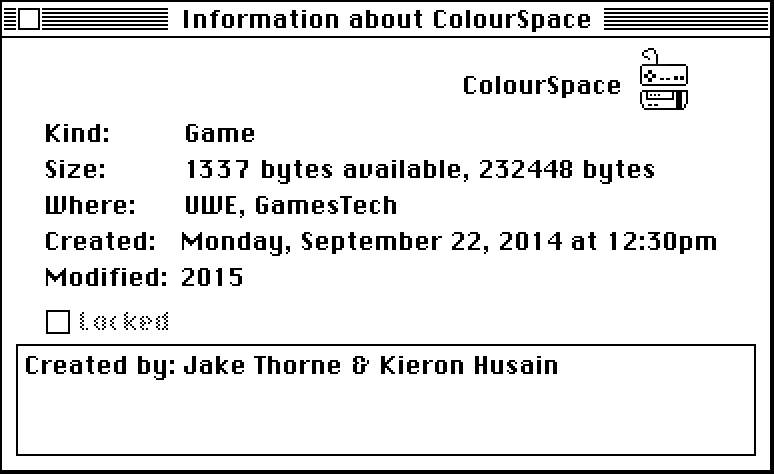 Information about ColourSpace
ColourSpace
Kind: Game
Size: 1337 bytes available, 232448 bytes
Where: UWE, GamesTech
Created: Monday, September 22, 2014 at 12:30pm
Modified: 2015
Locked
Created by: Jake Thorne & Kieron Husain